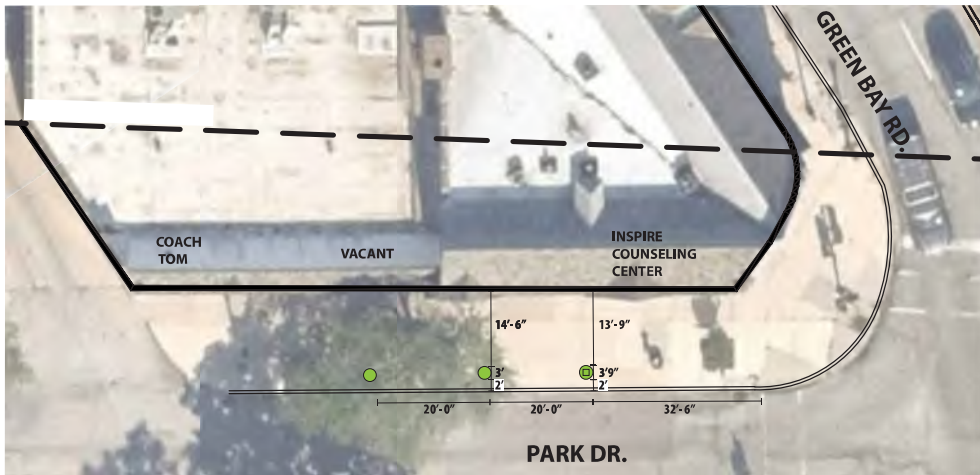 GREEN BAY RD.
COACH
TOM
VACANT
INSPIRE
COUNSELING
CENTER
14'-6"
13'-9"
3'
3'9"
2'
2'
20'-0"
20'-0"
32'-6"
PARK DR.